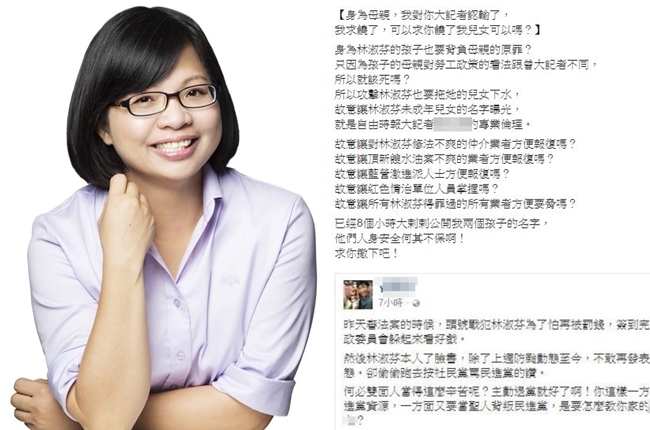 【身為母親，我對你大記者認輸了，
我求饒了，可以求你饒了我兒女可以嗎？】
身為林淑芬的孩子也要背負母親的原罪？
只因為孩子的母親對勞工政策的看法跟曾大記者不同，
所以就該死嗎？
所以攻擊林淑芬也要拖她的兒女下水，
故意讓林淑芬未成年兒女的名字曝光，
就是自由時報大記者的專業倫理。
故意讓對林淑芬修法不爽的仲介業者方便報復嗎？
故意讓頂新餿水油案不爽的業者方便報復嗎？
故意讓藍營激進派人士方便報復嗎？
故意讓紅色情治單位人員掌握嗎？
故意讓所有林淑芬得罪過的所有業者方便要脅嗎？
已經8個小時大剌剌公開我兩個孩子的名字，
他們人身安全何其不保啊！
求你撤下吧！
7小時·
昨天審法案的時候，頭號戰犯林淑芬為了怕再被罰錢，簽到完
政委員會躲起來看好戲。
然後林淑芬本人了臉書，除了上週防颱動態至今，不敢再發表
態。卻偷偷跑去按社民黨罵民進黨的讚。
何必雙面人當得這麼辛苦呢？主動退黨就好了啊！你這樣一方
進黨資源，一方面又要當聖人背叛民進黨，是要怎麼教你家的
？